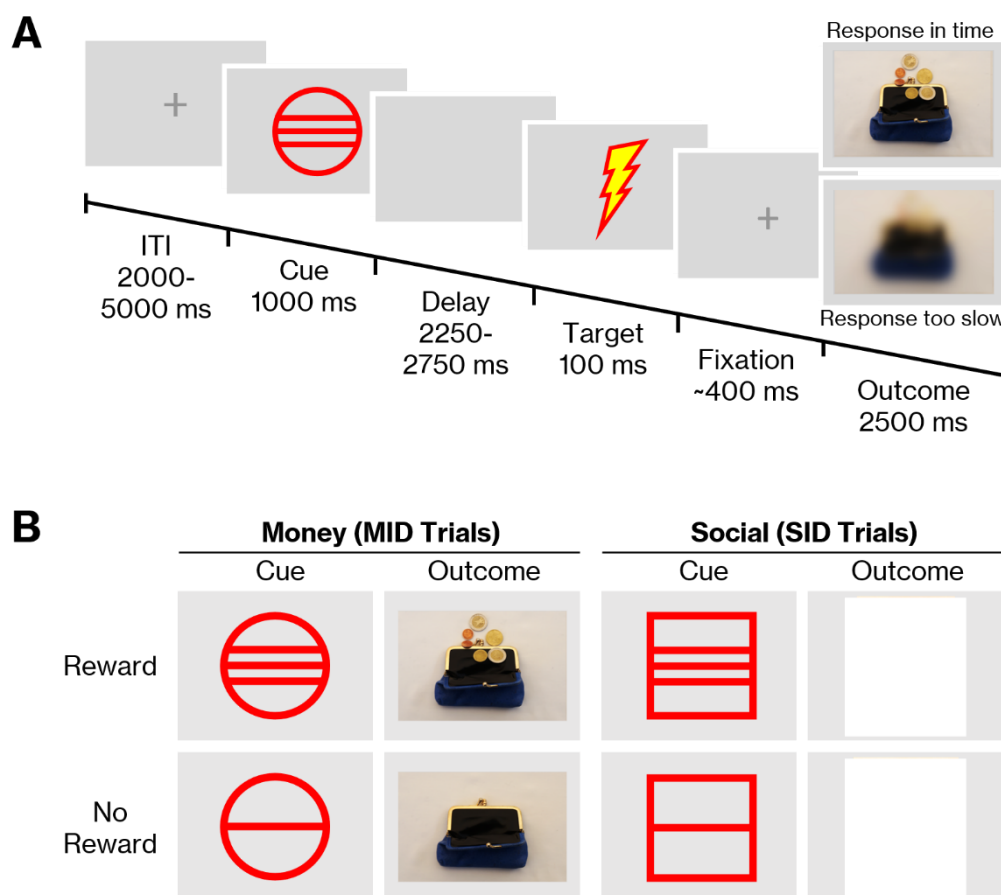 A
Response in time
ITI
2000-
5000 ms
Cue
1000 ms
Delay
2250-
2750 ms
Target
100 ms
Fixation
~400 ms
Response too slow
Outcome
2500 ms
B
Money (MID Trials)
Social (SID Trials)
Cue
Outcome
Cue
Outcome
Reward
No
Reward